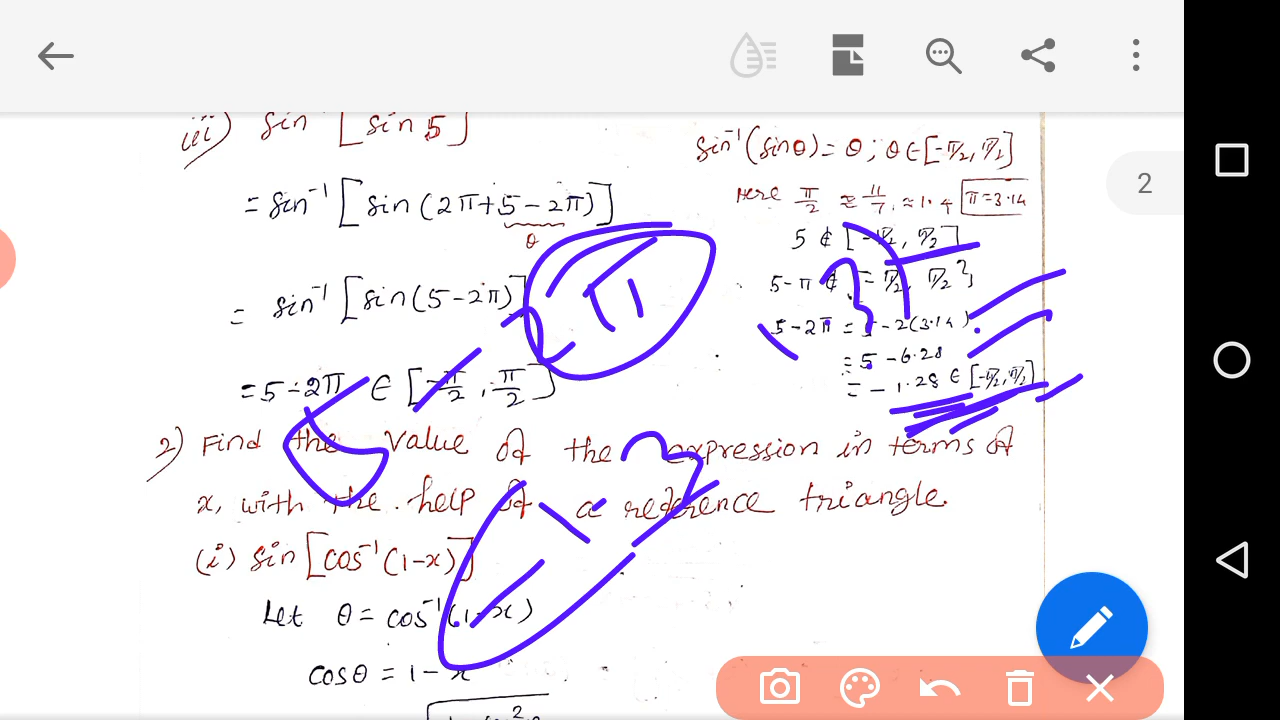 2
iii) sin⁻¹ [sin 5]
= sin⁻¹ [sin (2π+5-2π)]
θ
= sin⁻¹ [sin (5-2π)]
= 5-2π ∈ [-π/2, π/2]
sin⁻¹(sinθ) = θ; θ ∈ [-π/2, π/2]
Here π/2 ≈ 11/7, ≈ 1.4 π=3.14
5 ∉ [-π/2, π/2]
5-π ∉ [-π/2, π/2]
5-2π = 5-2(3.14)
= 5-6.28
= -1.28 ∈ [-π/2, π/2]
π
2) Find the value of the expression in terms of
x, with the help of a reference triangle.
(i) sin [cos⁻¹ (1-x)]
Let θ = cos⁻¹ (1-x)
cosθ = 1-x